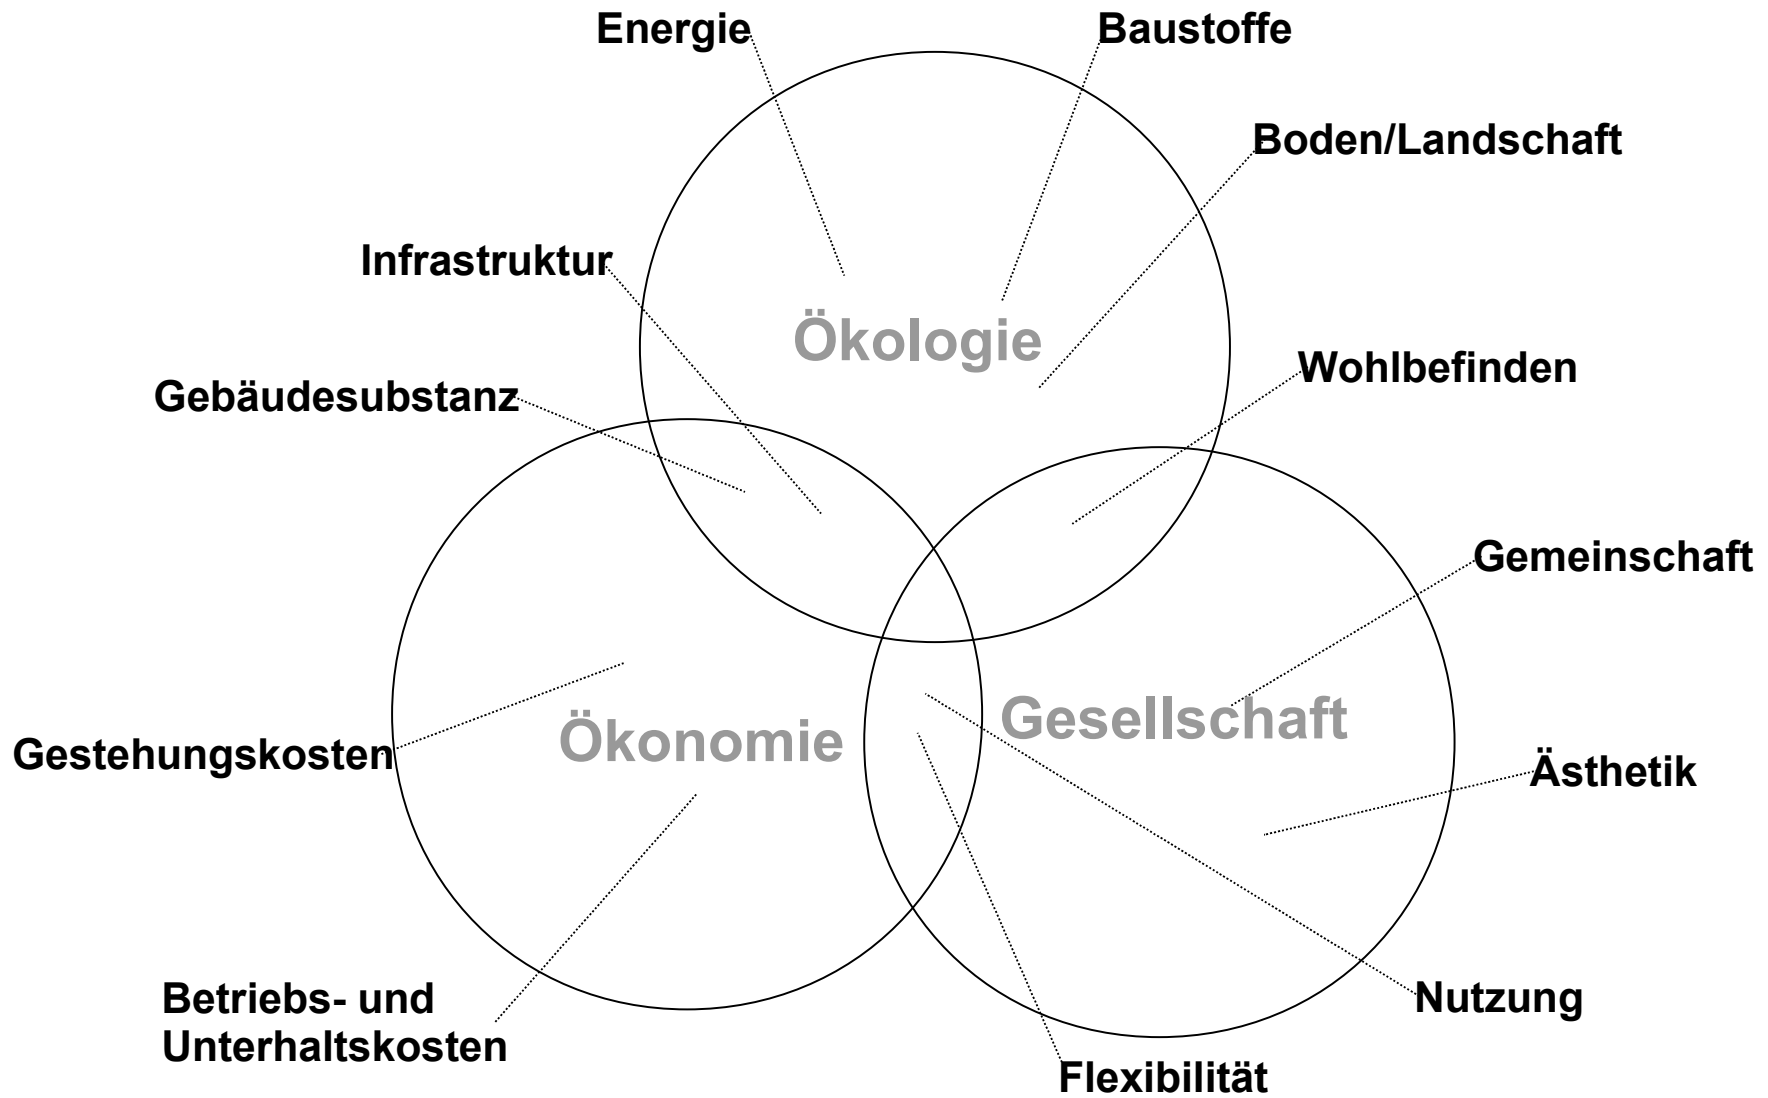 Energie
Baustoffe
Boden/Landschaft
Infrastruktur
Ökologie
Wohlbefinden
Gebäudesubstanz
Gemeinschaft
Gesellschaft
Ökonomie
Gestehungskosten
Ästhetik
Betriebs- und
Unterhaltskosten
Nutzung
Flexibilität